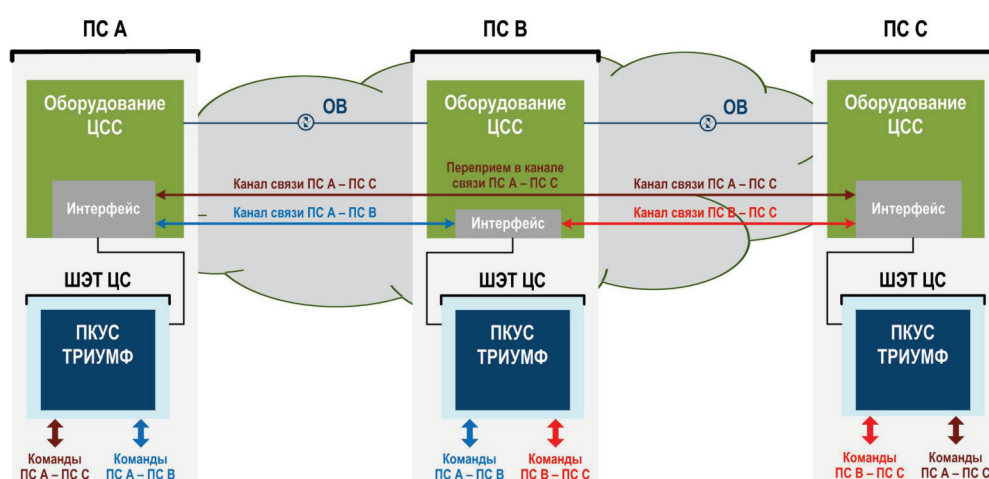 ПС А
ПС В
ПС С
Оборудование
ЦСС
ОВ
Оборудование
ЦСС
ОВ
Оборудование
ЦСС
Интерфейс
Канал связи ПС А – ПС С
Переприем в канале
связи ПС А – ПС С
Канал связи ПС А – ПС С
Интерфейс
Канал связи ПС А – ПС В
Интерфейс
Канал связи ПС В – ПС С
ШЭТ ЦС
ШЭТ ЦС
ШЭТ ЦС
ПКУС
ТРИУМФ
ПКУС
ТРИУМФ
ПКУС
ТРИУМФ
Команды
ПС А – ПС С
Команды
ПС А – ПС В
Команды
ПС А – ПС В
Команды
ПС В – ПС С
Команды
ПС В – ПС С
Команды
ПС А – ПС С